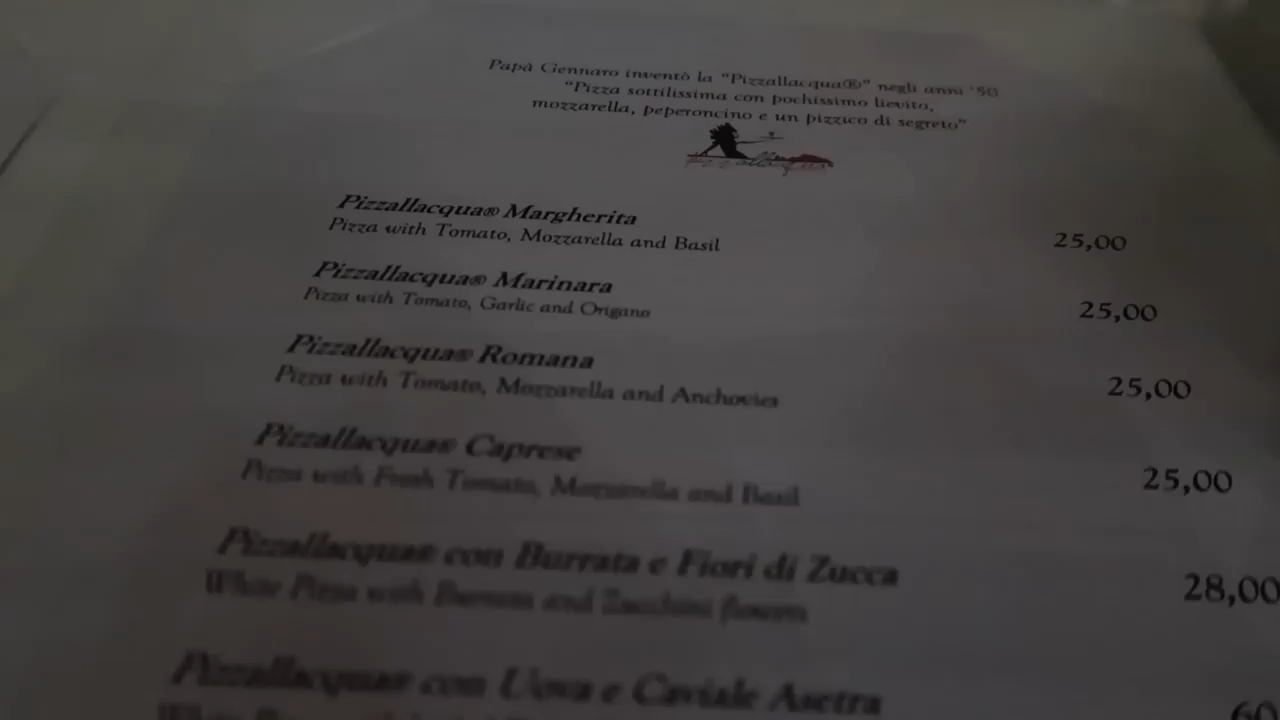 Papà Gennaro inventò la "Pizzallacqua®" negli anni '50
"Pizza sottilissima con pochissimo lievito,
mozzarella, peperoncino e un pizzico di segreto"
pizzallacqua
Pizzallacqua® Margherita
Pizza with Tomato, Mozzarella and Basil 25,00
Pizzallacqua® Marinara
Pizza with Tomato, Garlic and Origano 25,00
Pizzallacqua® Romana
Pizza with Tomato, Mozzarella and Anchovies 25,00
Pizzallacqua® Caprese
Pizza with Fresh Tomato, Mozzarella and Basil 25,00
Pizzallacqua® con Burrata e Fiori di Zucca
White Pizza with Burrata and Zucchini flowers 28,00
Pizzallacqua® con Uova e Caviale Asetra
60